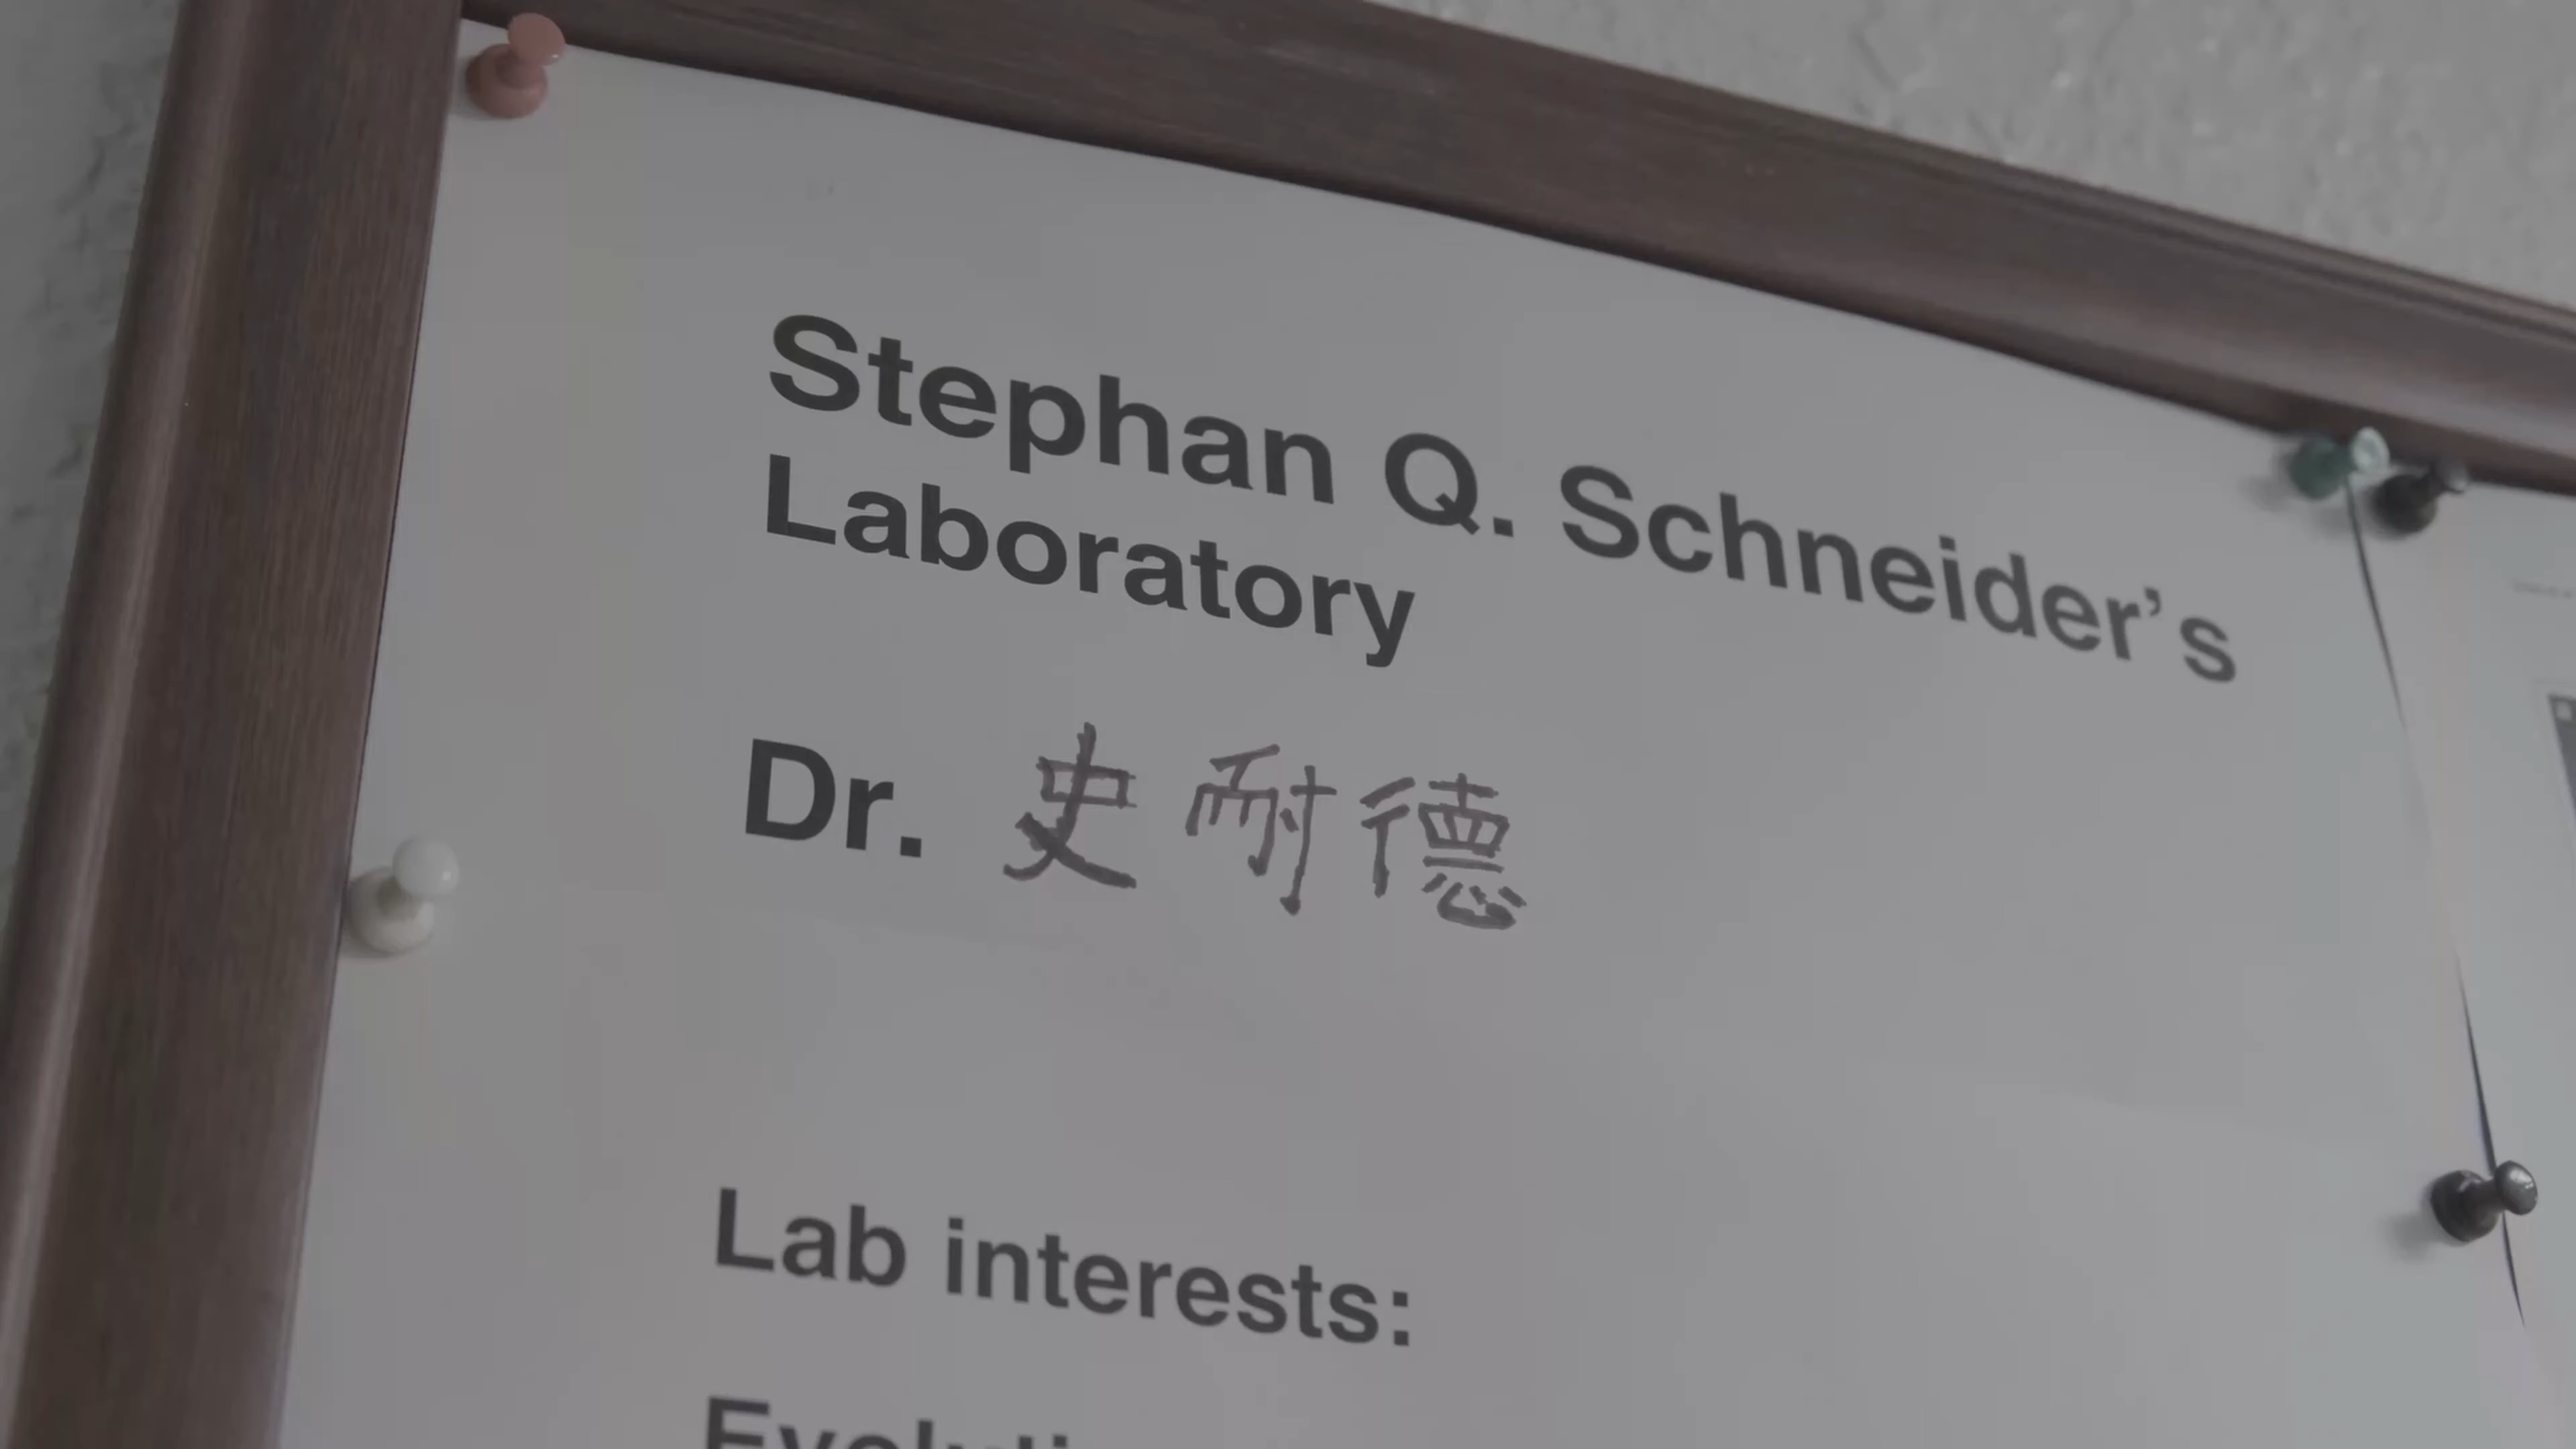 Stephan Q. Schneider's
Laboratory
Dr. 史耐德
Lab interests: